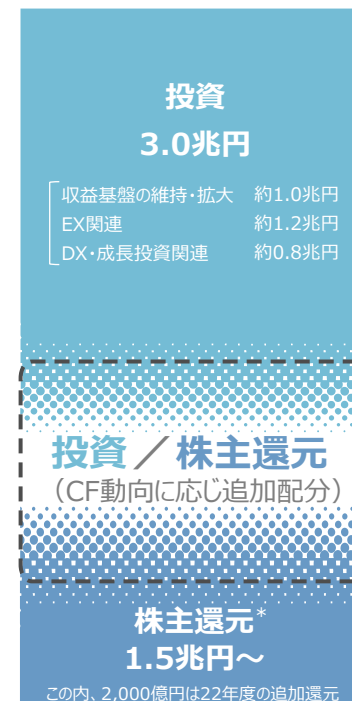 投資
3.0兆円
収益基盤の維持・拡大 約1.0兆円
EX関連 約1.2兆円
DX・成長投資関連 約0.8兆円
投資／株主還元
（CF動向に応じ追加配分）
株主還元*
1.5兆円～
この内、2,000億円は22年度の追加還元